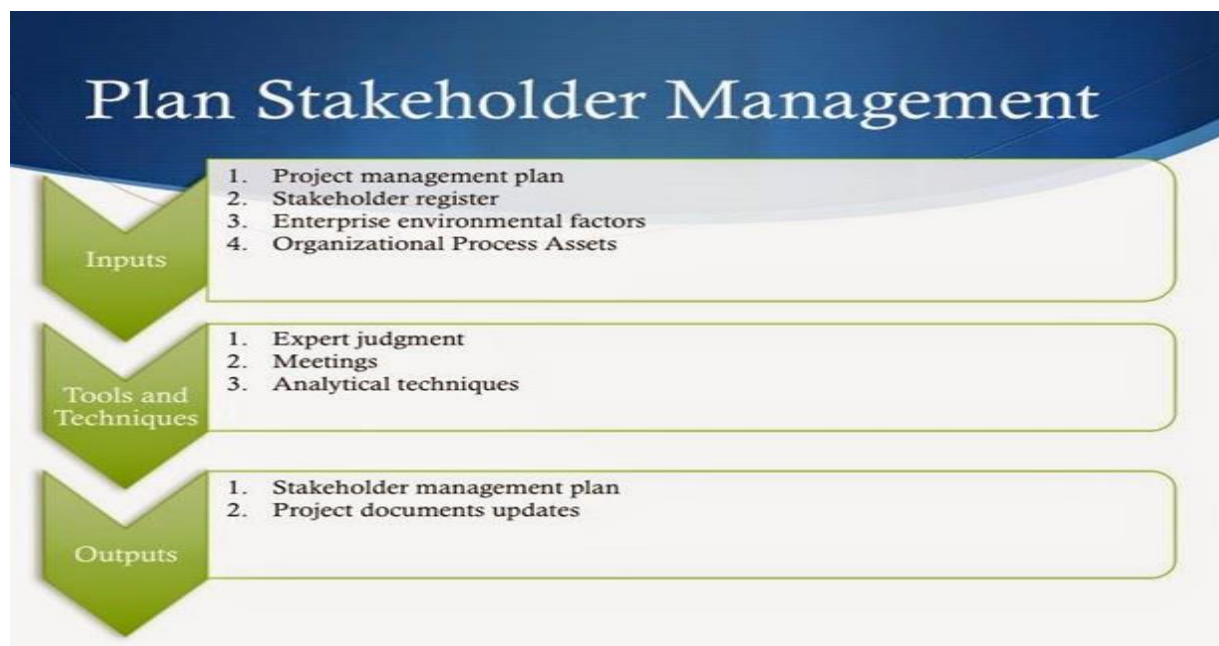 Plan Stakeholder Management
Inputs
1. Project management plan
2. Stakeholder register
3. Enterprise environmental factors
4. Organizational Process Assets
Tools and
Techniques
1. Expert judgment
2. Meetings
3. Analytical techniques
Outputs
1. Stakeholder management plan
2. Project documents updates